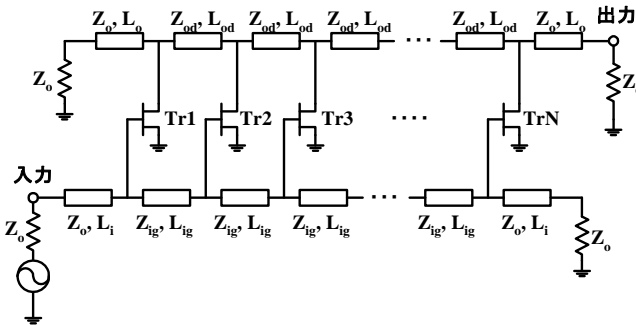 Zo, Lo Zod, Lod Zod, Lod Zod, Lod Zod, Lod Zo, Lo 出力
Zo
Tr1 Tr2 Tr3 TrN
入力
Zo
Zo, Li Zig, Lig Zig, Lig Zig, Lig Zig, Lig Zo, Li Zo